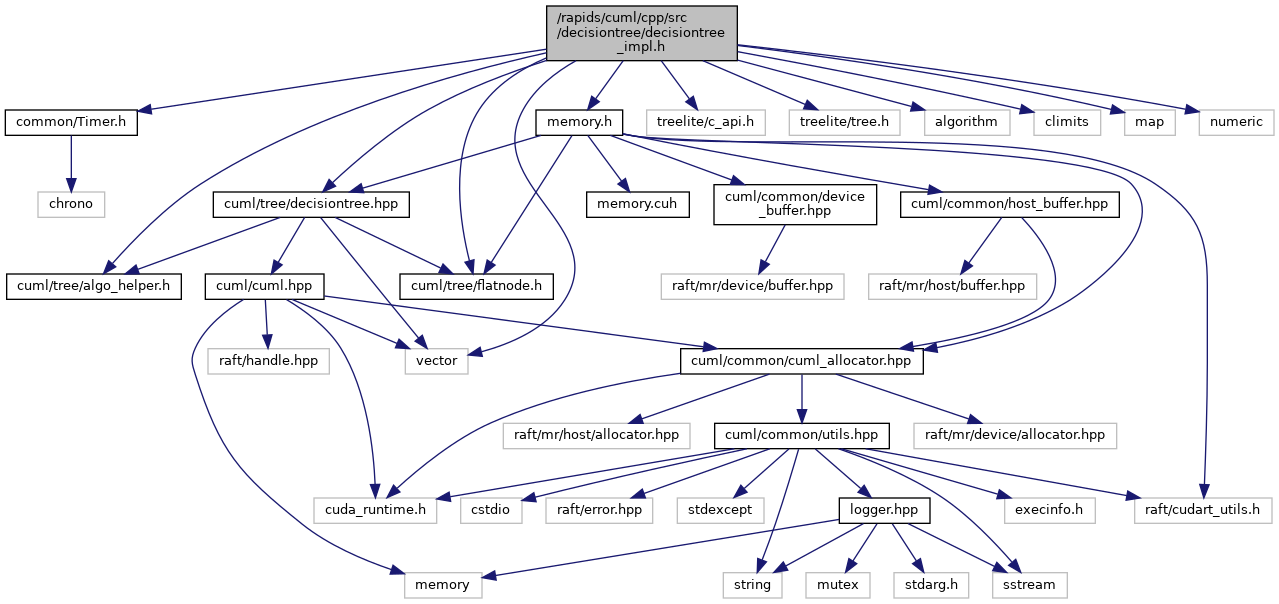 /rapids/cuml/cpp/src
/decisiontree/decisiontree
_impl.h
common/Timer.h
memory.h
treelite/c_api.h
treelite/tree.h
algorithm
climits
map
numeric
chrono
cuml/tree/decisiontree.hpp
memory.cuh
cuml/common/device
_buffer.hpp
cuml/common/host_buffer.hpp
cuml/tree/algo_helper.h
cuml/cuml.hpp
cuml/tree/flatnode.h
raft/mr/device/buffer.hpp
raft/mr/host/buffer.hpp
raft/handle.hpp
vector
cuml/common/cuml_allocator.hpp
raft/mr/host/allocator.hpp
cuml/common/utils.hpp
raft/mr/device/allocator.hpp
cuda_runtime.h
cstdio
raft/error.hpp
stdexcept
logger.hpp
execinfo.h
raft/cudart_utils.h
memory
string
mutex
stdarg.h
sstream